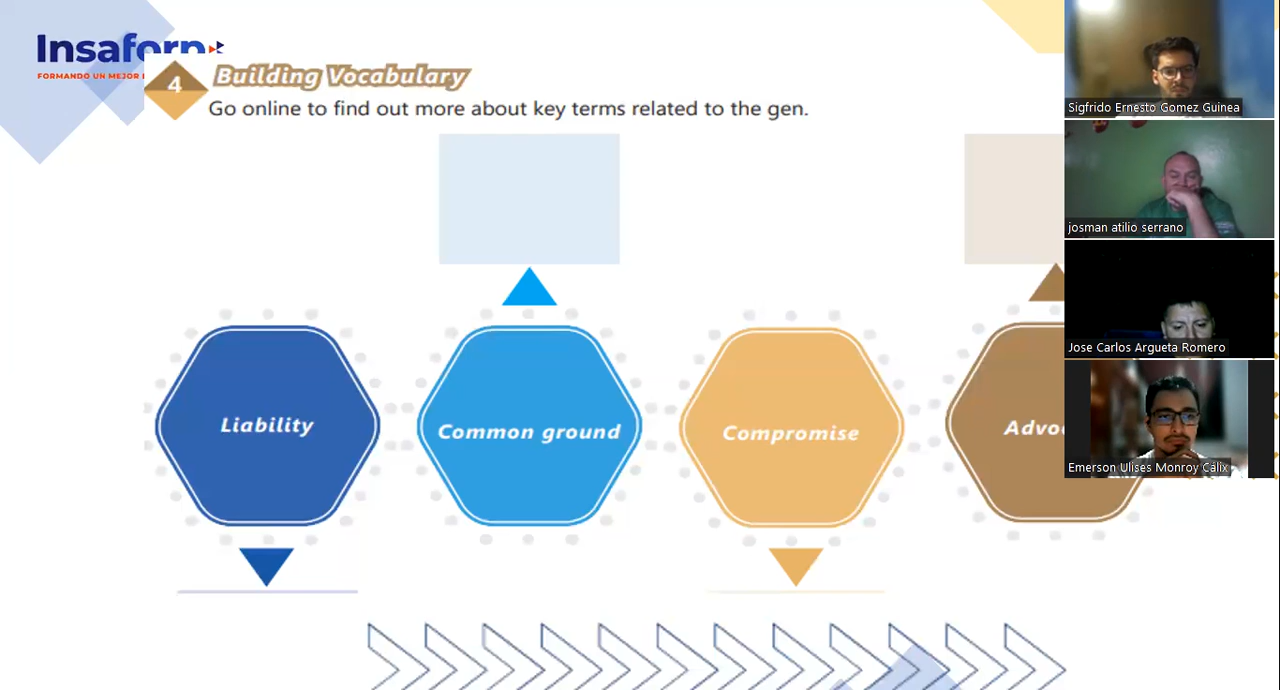 Insaforp
FORMANDO UN MEJOR
4
Building Vocabulary
Go online to find out more about key terms related to the gen.
Liability
Common ground
Compromise
Sigfrido Ernesto Gomez Guinea
josman atilio serrano
Jose Carlos Argueta Romero
Emerson Ulises Monroy Calix